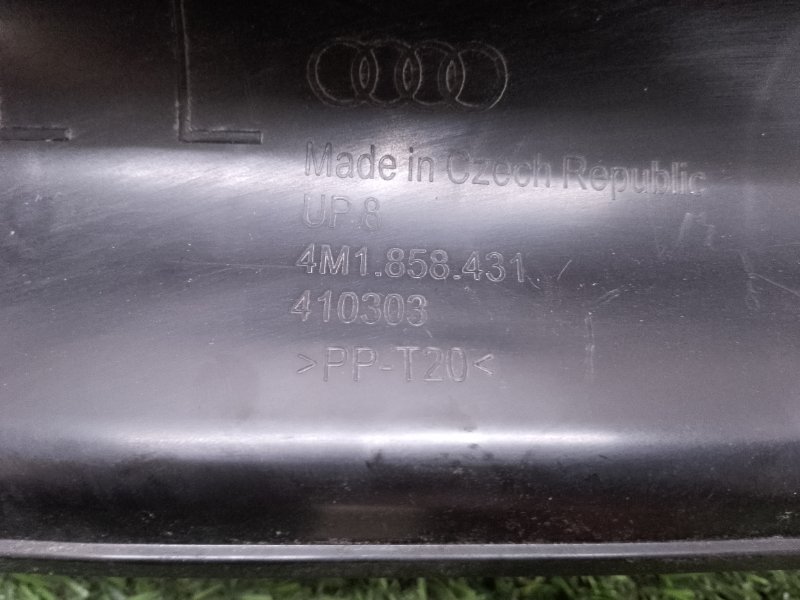 L L
Made in Czech Republic
UP 8
4M1.858.431
410303
>PP-T20<